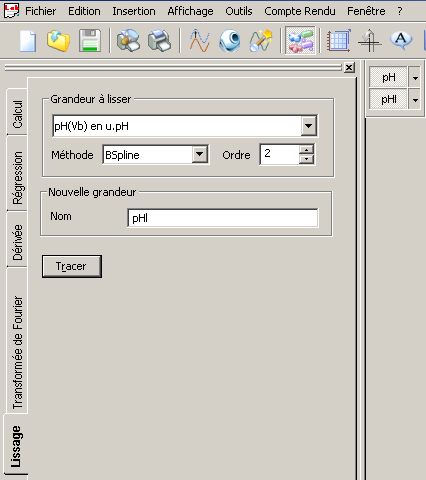 Fichier Edition Insertion Affichage Outils Compte Rendu Fenêtre ?
pH
pHl
Calcul
Régression
Dérivée
Transformée de Fourier
Lissage
Grandeur à lisser
pH(Vb) en u.pH
Méthode BSpline Ordre 2
Nouvelle grandeur
Nom pHl
Tracer